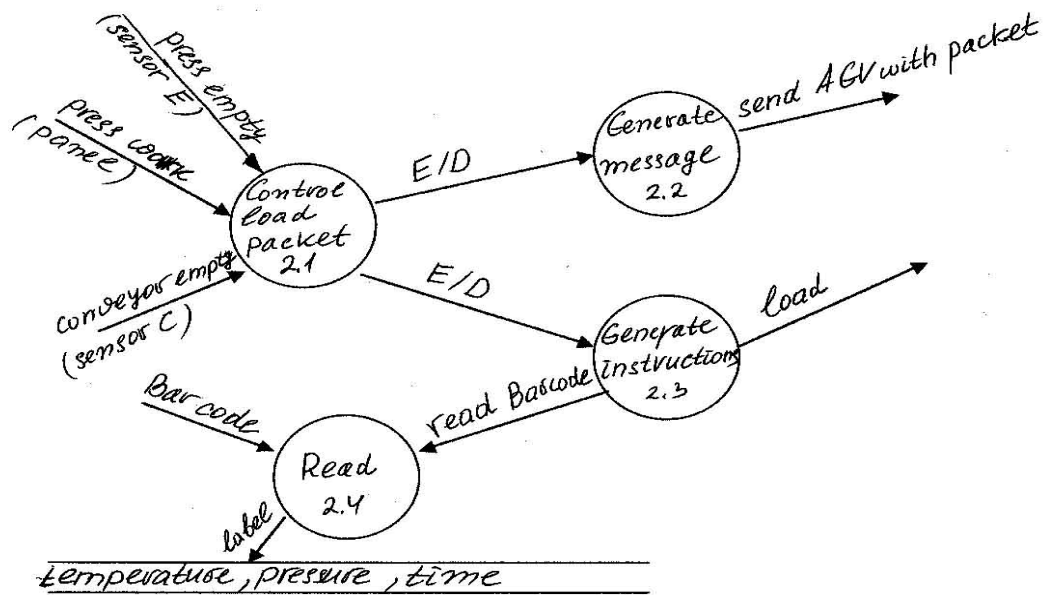 press empty
(sensor E)
press work
(panel)
conveyor empty
(sensor C)
Control
load
packet
2.1
E/D
E/D
Generate
message
2.2
send AGV with packet
Generate
instructions
2.3
load
read Barcode
Bar code
Read
2.4
label
temperature, pressure, time